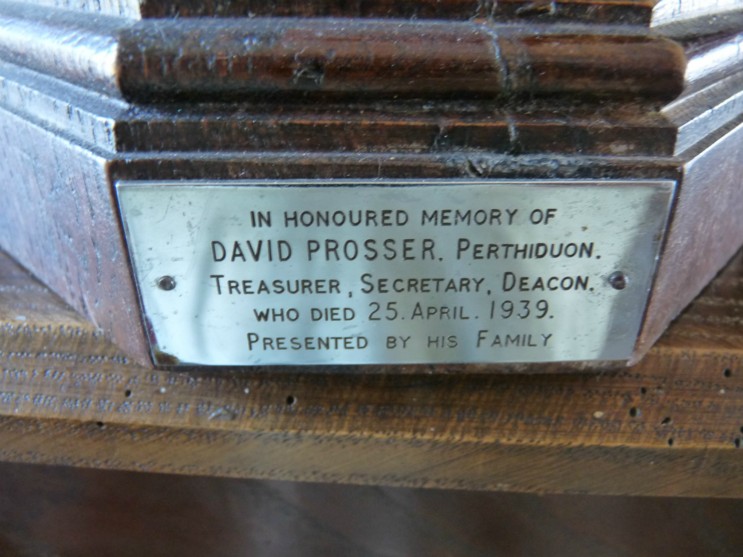 IN HONOURED MEMORY OF
DAVID PROSSER. PERTHIDUON.
TREASURER, SECRETARY, DEACON.
WHO DIED 25. APRIL. 1939.
PRESENTED BY HIS FAMILY